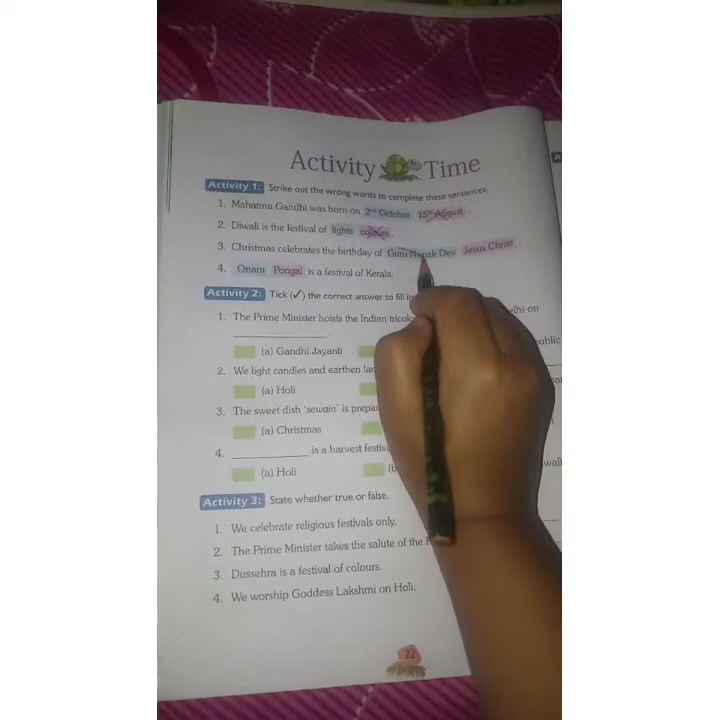 Activity Time
Activity 1: Strike out the wrong words to complete these sentences.
1. Mahatma Gandhi was born on 2nd October 15th August.
2. Diwali is the festival of lights colours.
3. Christmas celebrates the birthday of Guru Nanak Dev Jesus Christ.
4. Onam Pongal is a festival of Kerala.
Activity 2: Tick (✓) the correct answer to fill in
1. The Prime Minister hoists the Indian on
(a) Gandhi Jayanti
2. We light candles and earthen
(a) Holi
3. The sweet dish 'sewain' is
(a) Christmas
4. ____________ is a harvest
(a) Holi
Activity 3: State whether true or false.
1. We celebrate religious festivals only.
2. The Prime Minister takes the salute of the
3. Dussehra is a festival of colours.
4. We worship Goddess Lakshmi on Holi.
22